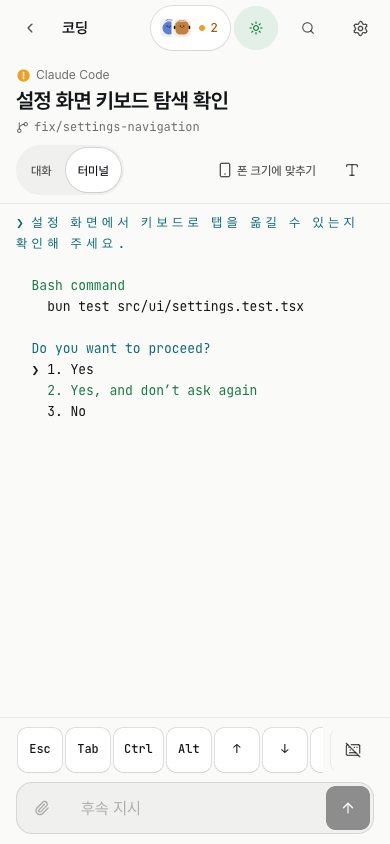 코딩
2
Claude Code
설정 화면 키보드 탐색 확인
fix/settings-navigation
대화
터미널
폰 크기에 맞추기
❯ 설정 화면에서 키보드로 탭을 옮길 수 있는지
확인해 주세요.
Bash command
bun test src/ui/settings.test.tsx
Do you want to proceed?
❯ 1. Yes
2. Yes, and don’t ask again
3. No
Esc
Tab
Ctrl
Alt
↑
↓
후속 지시